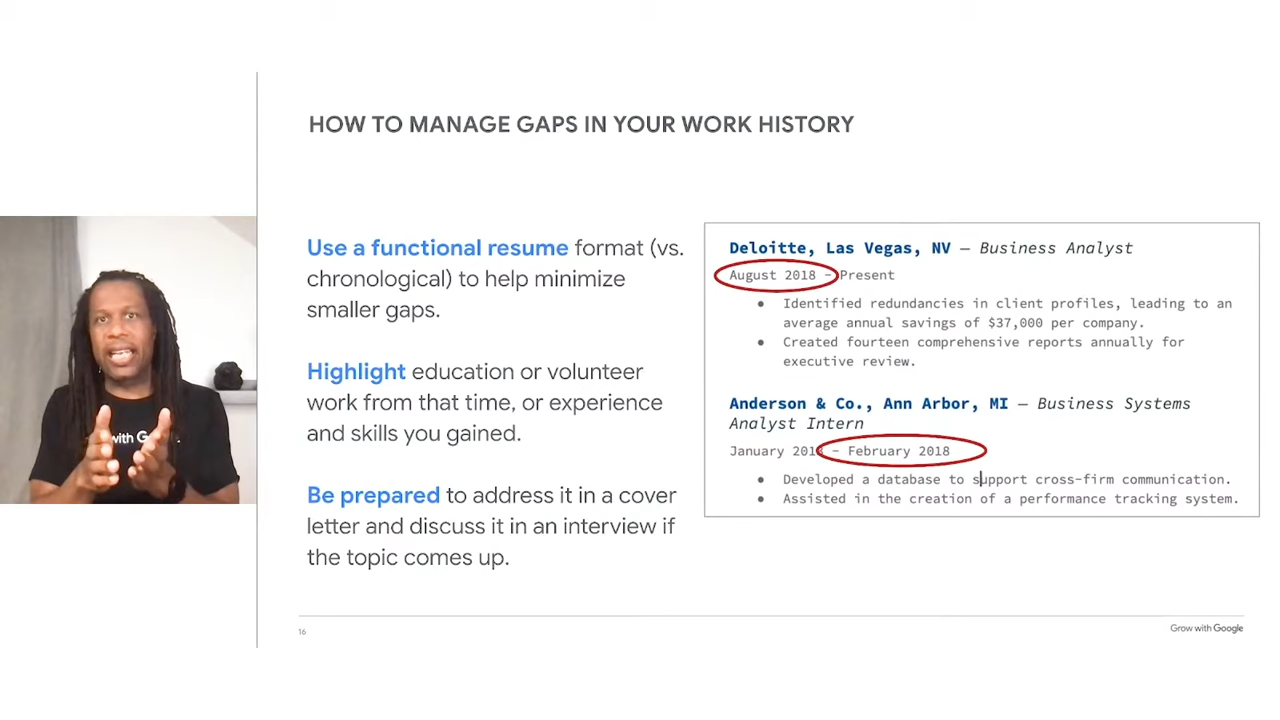 HOW TO MANAGE GAPS IN YOUR WORK HISTORY
Use a functional resume format (vs.
chronological) to help minimize
smaller gaps.
Highlight education or volunteer
work from that time, or experience
and skills you gained.
Be prepared to address it in a cover
letter and discuss it in an interview if
the topic comes up.
Deloitte, Las Vegas, NV — Business Analyst
August 2018 – Present
● Identified redundancies in client profiles, leading to an
average annual savings of $37,000 per company.
● Created fourteen comprehensive reports annually for
executive review.
Anderson & Co., Ann Arbor, MI — Business Systems
Analyst Intern
January – February 2018
● Developed a database to support cross-firm communication.
● Assisted in the creation of a performance tracking system.
with
16
Grow with Google